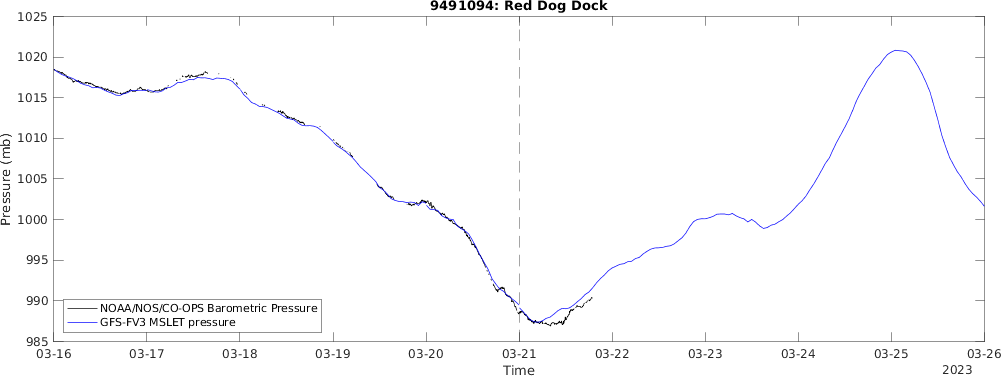 9491094: Red Dog Dock
Pressure (mb)
1025
1020
1015
1010
1005
1000
995
990
985
NOAA/NOS/CO-OPS Barometric Pressure
GFS-FV3 MSLET pressure
03-16 03-17 03-18 03-19 03-20 03-21 03-22 03-23 03-24 03-25 03-26
Time
2023